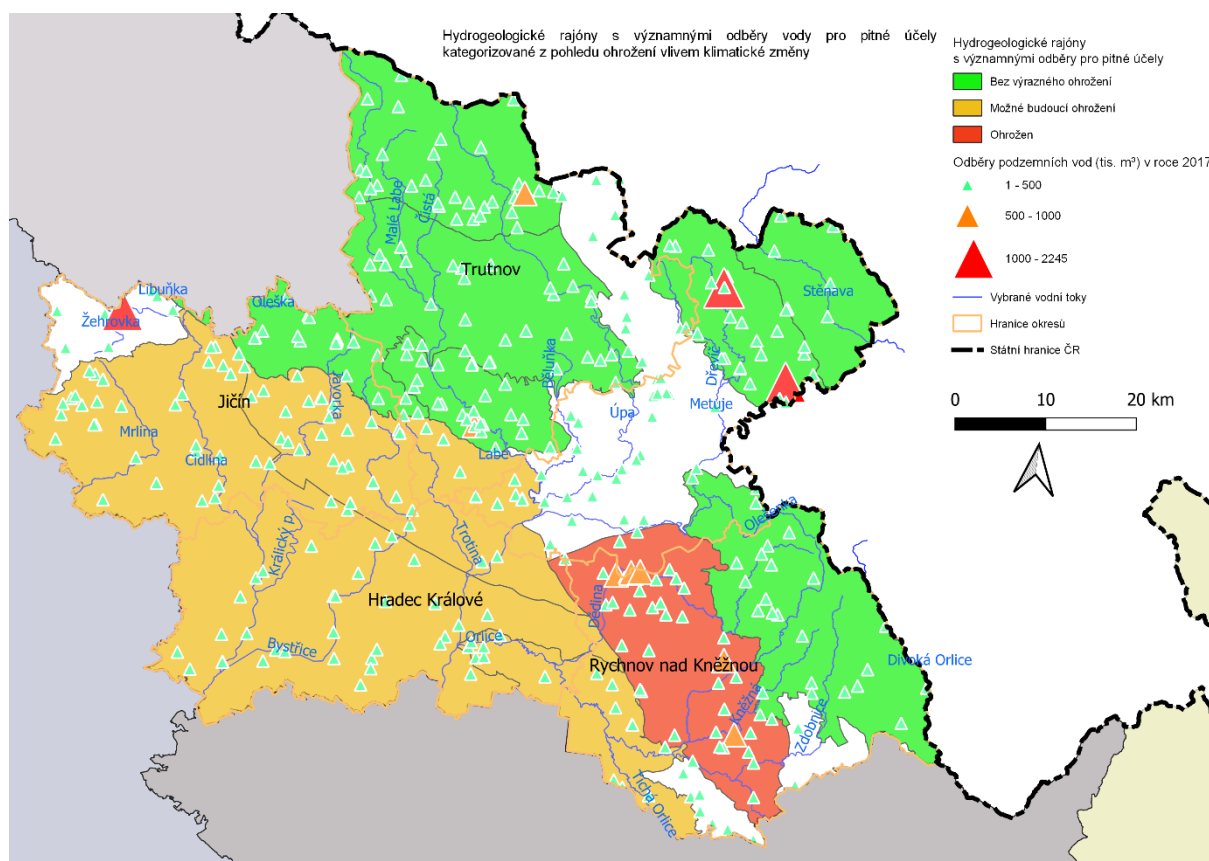 Hydrogeologické rajóny s významnými odběry vody pro pitné účely
kategorizované z pohledu ohrožení vlivem klimatické změny
Hydrogeologické rajóny
s významnými odběry pro pitné účely
Bez výrazného ohrožení
Možné budoucí ohrožení
Ohrožen
Odběry podzemních vod (tis. m³) v roce 2017
1 - 500
500 - 1000
1000 - 2245
Vybrané vodní toky
Hranice okresů
Státní hranice ČR
0 10 20 km
Malé Labe
Čistá
Trutnov
Stěnava
Libuňka
Oleška
Žehrovka
Běluňka
Dřevíč
Javorka
Jičín
Úpa
Metuje
Mrlina
Cidlina
Labe
Olešenka
Králický p.
Trotina
Hradec Králové
Dědina
Bystřice
Orlice
Rychnov nad Kněžnou
Divoká Orlice
Kněžná
Zdobnice
Tichá Orlice